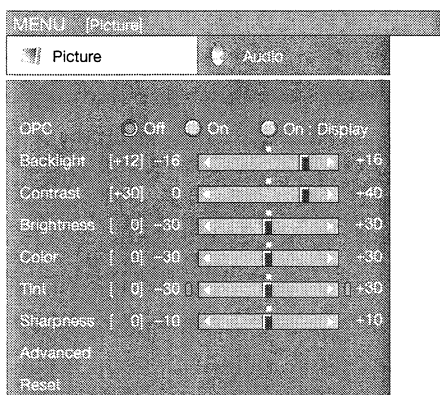 MENU [Picture]
Picture Audio
OPC Off On On : Display
Backlight [+12] -16 +16
Contrast [+30] 0 +40
Brightness [ 0] -30 +30
Color [ 0] -30 +30
Tint [ 0] -30 +30
Sharpness [ 0] -10 +10
Advanced
Reset